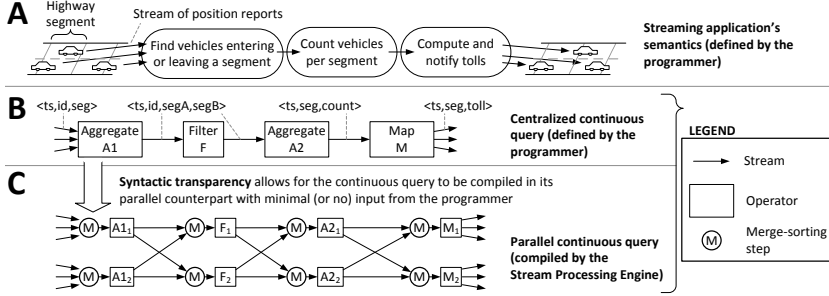 A
Highway
segment
Stream of position reports
Find vehicles entering
or leaving a segment
Count vehicles
per segment
Compute and
notify tolls
Streaming application's
semantics (defined by the
programmer)
B
<ts,id,seg>
<ts,id,segA,segB>
<ts,seg,count>
<ts,seg,toll>
Aggregate
A1
Filter
F
Aggregate
A2
Map
M
Centralized continuous
query (defined by the
programmer)
C
Syntactic transparency allows for the continuous query to be compiled in its
parallel counterpart with minimal (or no) input from the programmer
M A1₁ M F₁ M A2₁ M M₁
M A1₂ M F₂ M A2₂ M M₂
Parallel continuous query
(compiled by the
Stream Processing Engine)
LEGEND
Stream
Operator
M
Merge-sorting
step